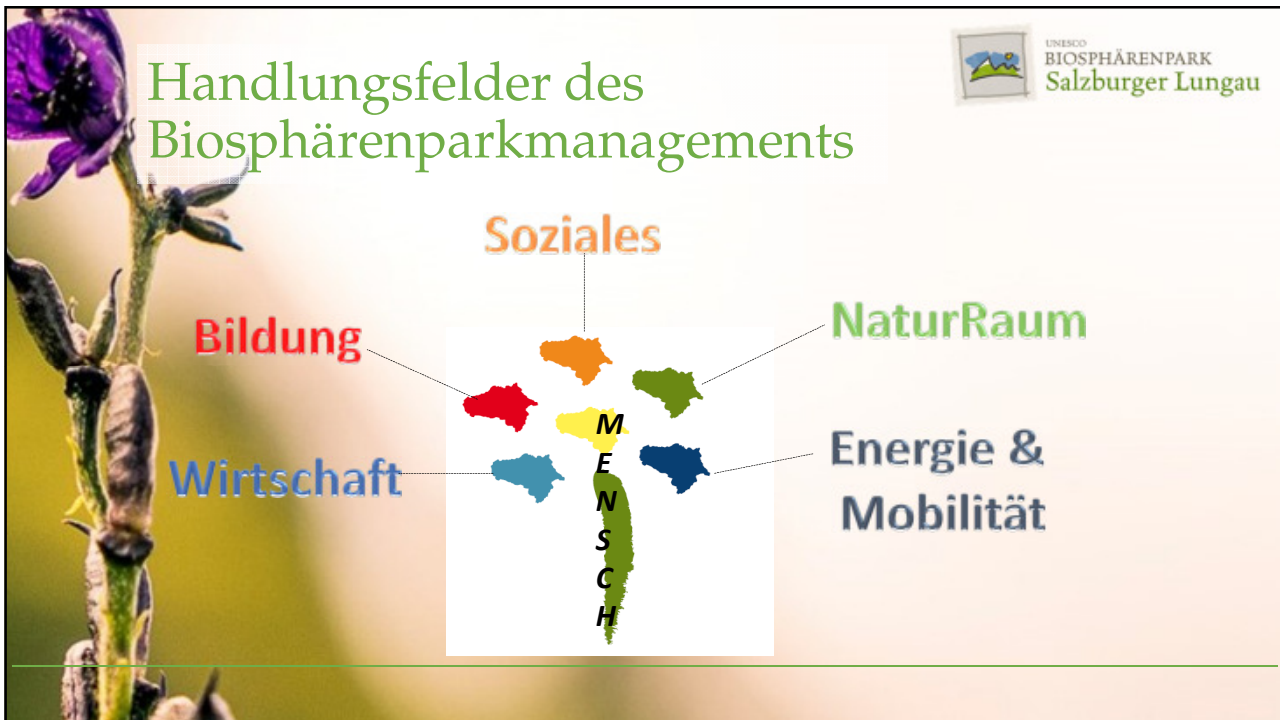 Handlungsfelder des
Biosphärenparkmanagements
UNESCO
BIOSPHÄRENPARK
Salzburger Lungau
Soziales
Bildung
NaturRaum
Wirtschaft
Energie &
Mobilität
M
E
N
S
C
H